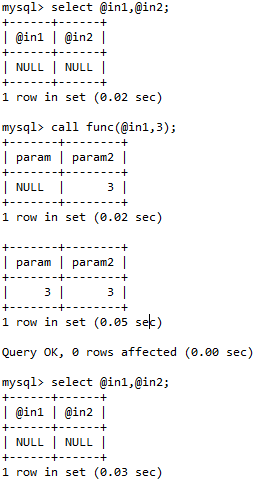 mysql> select @in1,@in2;
+------+------+
| @in1 | @in2 |
+------+------+
| NULL | NULL |
+------+------+
1 row in set (0.02 sec)
mysql> call func(@in1,3);
+-------+--------+
| param | param2 |
+-------+--------+
| NULL  |      3 |
+-------+--------+
1 row in set (0.02 sec)
+-------+--------+
| param | param2 |
+-------+--------+
|     3 |      3 |
+-------+--------+
1 row in set (0.05 sec)
Query OK, 0 rows affected (0.00 sec)
mysql> select @in1,@in2;
+------+------+
| @in1 | @in2 |
+------+------+
| NULL | NULL |
+------+------+
1 row in set (0.03 sec)